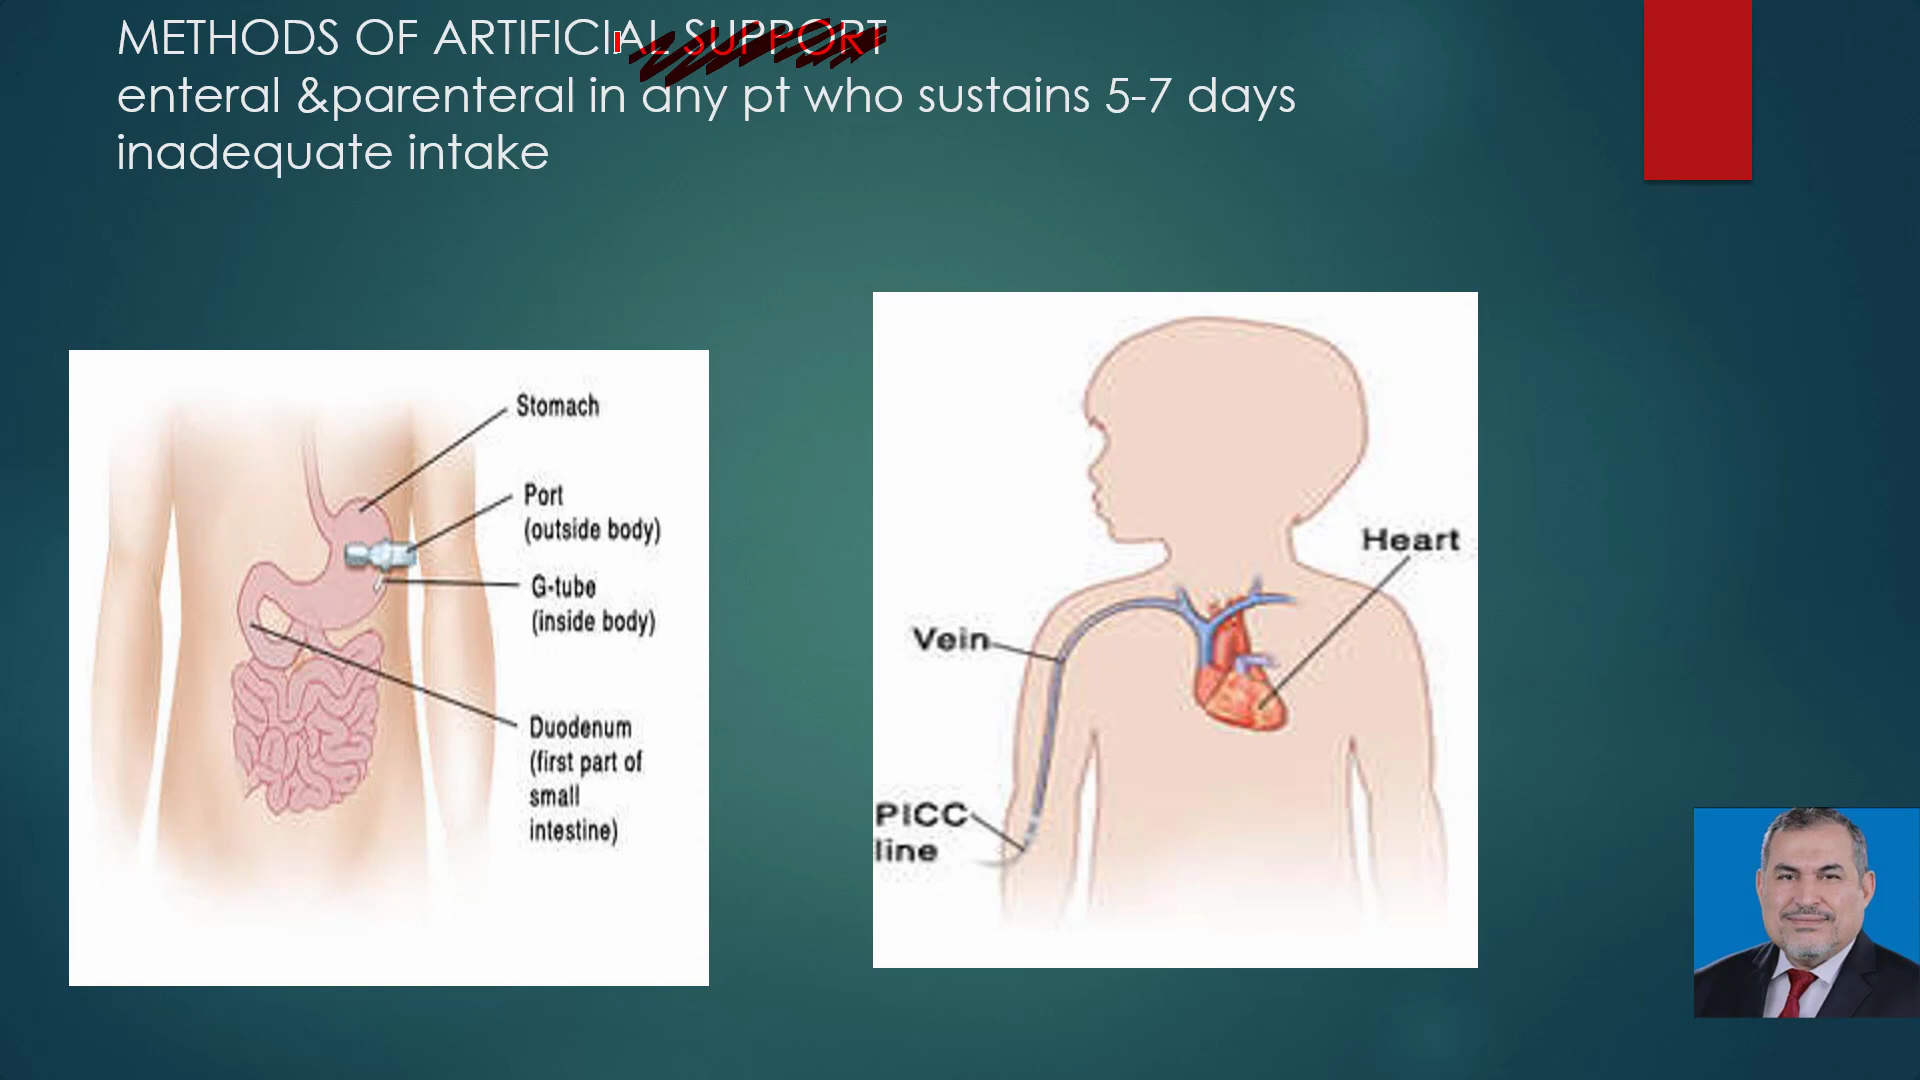 METHODS OF ARTIFICIAL SUPPORT
enteral &parenteral in any pt who sustains 5-7 days
inadequate intake
Stomach
Port
(outside body)
G-tube
(inside body)
Duodenum
(first part of
small
intestine)
Heart
Vein
PICC
line